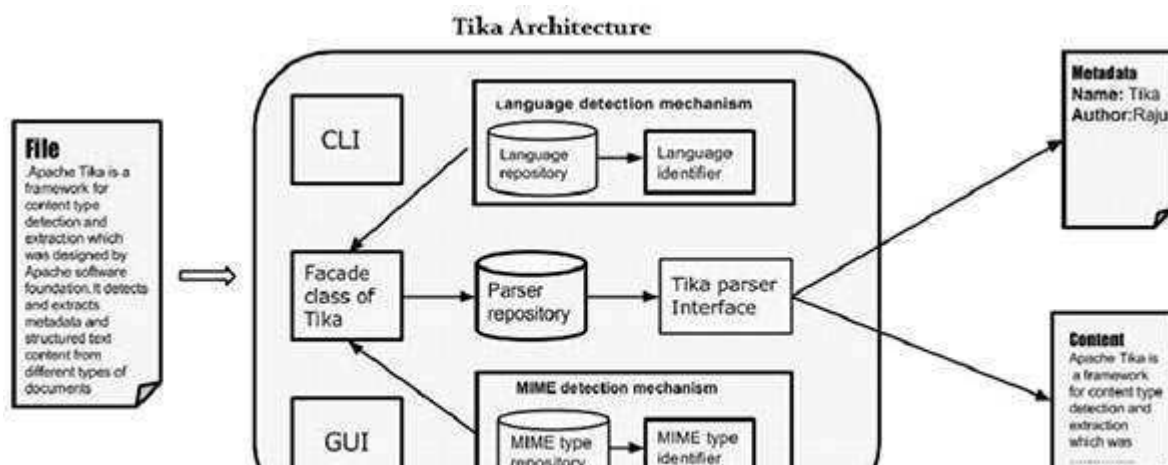 Tika Architecture
File
.Apache Tika is a
framework for
content type
detection and
extraction which
was designed by
Apache software
foundation.It detects
and extracts
metadata and
structured text
content from
different types of
documents
CLI
Language detection mechanism
Language
repository
Language
identifier
Facade
class of
Tika
Parser
repository
Tika parser
Interface
GUI
MIME detection mechanism
MIME type
repository
MIME type
identifier
Metadata
Name: Tika
Author:Raju
Content
Apache Tika is
a framework
for content type
detection and
extraction
which was